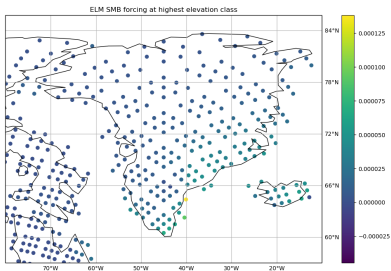 ELM SMB forcing at highest elevation class
84°N
78°N
72°N
66°N
60°N
70°W
60°W
50°W
40°W
30°W
20°W
0.000125
0.000100
0.000075
0.000050
0.000025
0.000000
−0.000025